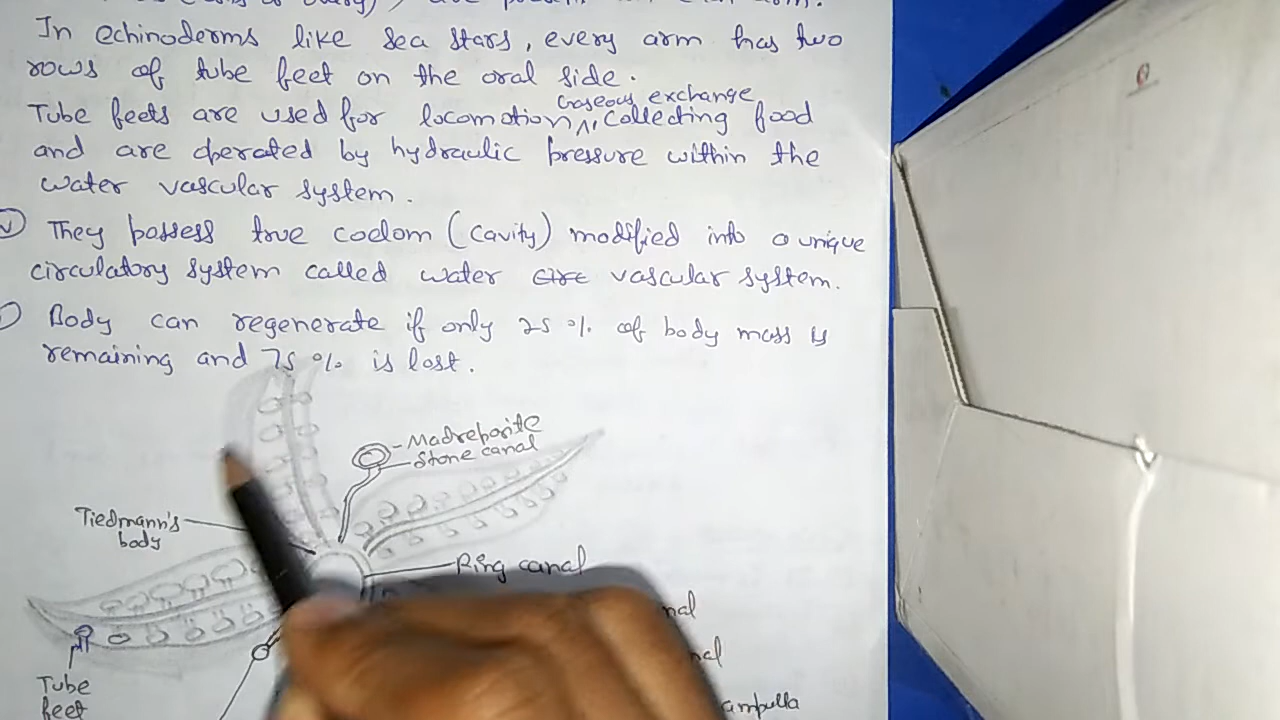 In echinoderms like sea stars, every arm has two
rows of tube feet on the oral side.
Gaseous exchange
Tube feets are used for locomotion, collecting food
and are operated by hydraulic pressure within the
water vascular system.
They possess true coelom (cavity) modified into a unique
circulatory system called water vascular system.
Body can regenerate if only 25% of body mass is
remaining and 75% is lost.
Madreporite
Stone canal
Tiedmann's
body
Ring canal
nal
nal
Tube
feet
ampulla